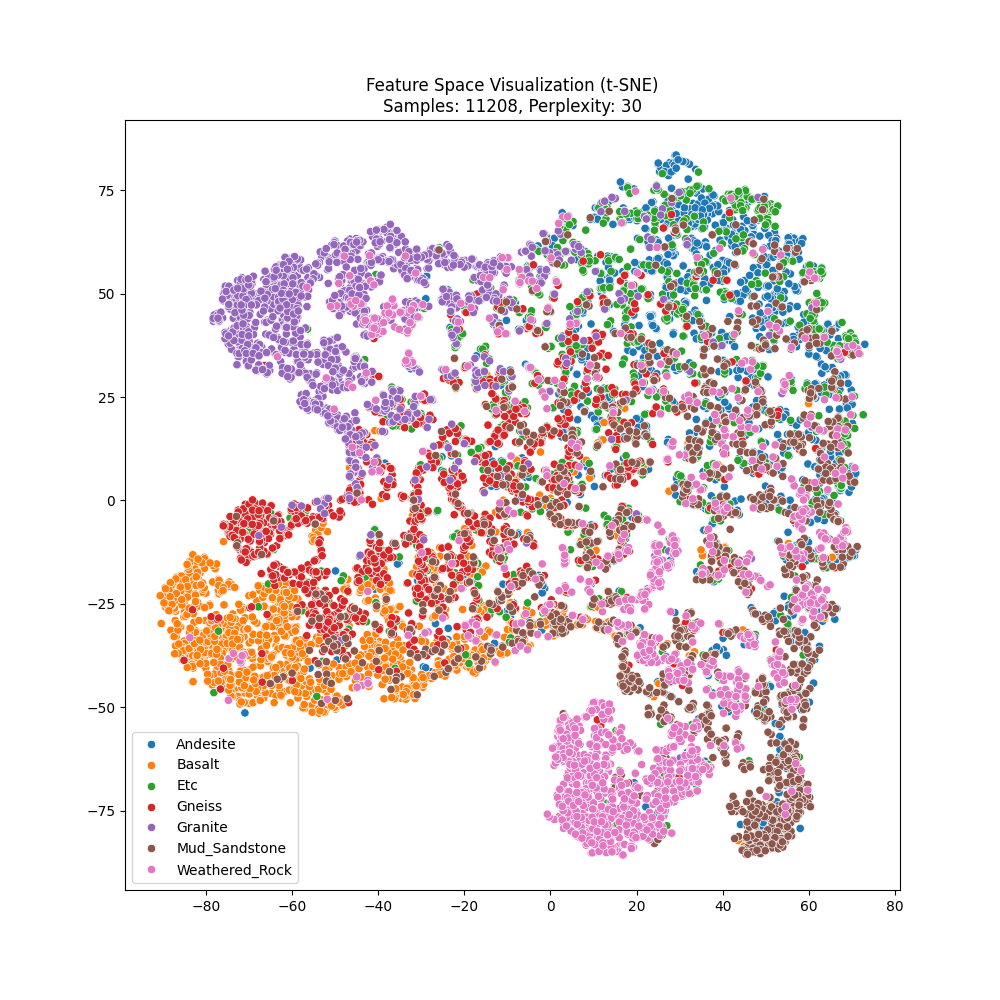 Feature Space Visualization (t-SNE)
Samples: 11208, Perplexity: 30
75
50
25
0
−25
−50
−75
Andesite
Basalt
Etc
Gneiss
Granite
Mud_Sandstone
Weathered_Rock
−80 −60 −40 −20 0 20 40 60 80